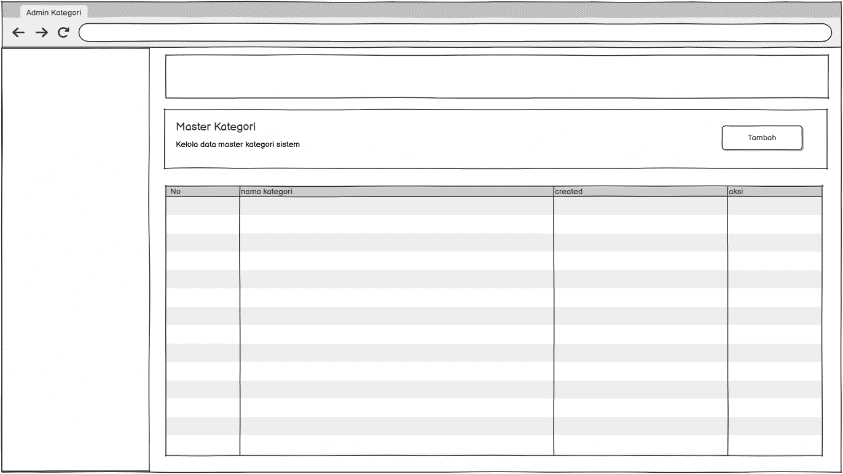 Admin Kategori
Master Kategori
Kelola data master kategori sistem
Tambah
No nama kategori created aksi